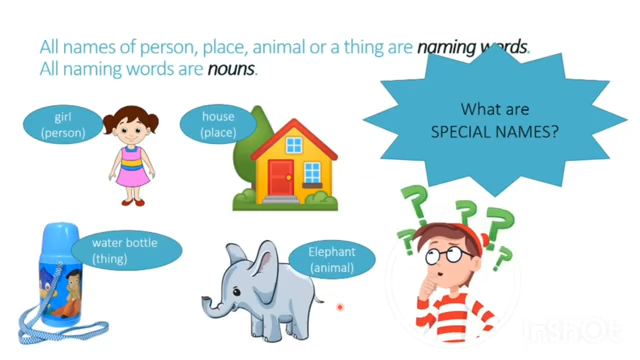 All names of person, place, animal or a thing are naming words.
All naming words are nouns.
girl
(person)
house
(place)
What are
SPECIAL NAMES?
water bottle
(thing)
Elephant
(animal)
? ? ? ? ?
InShOt